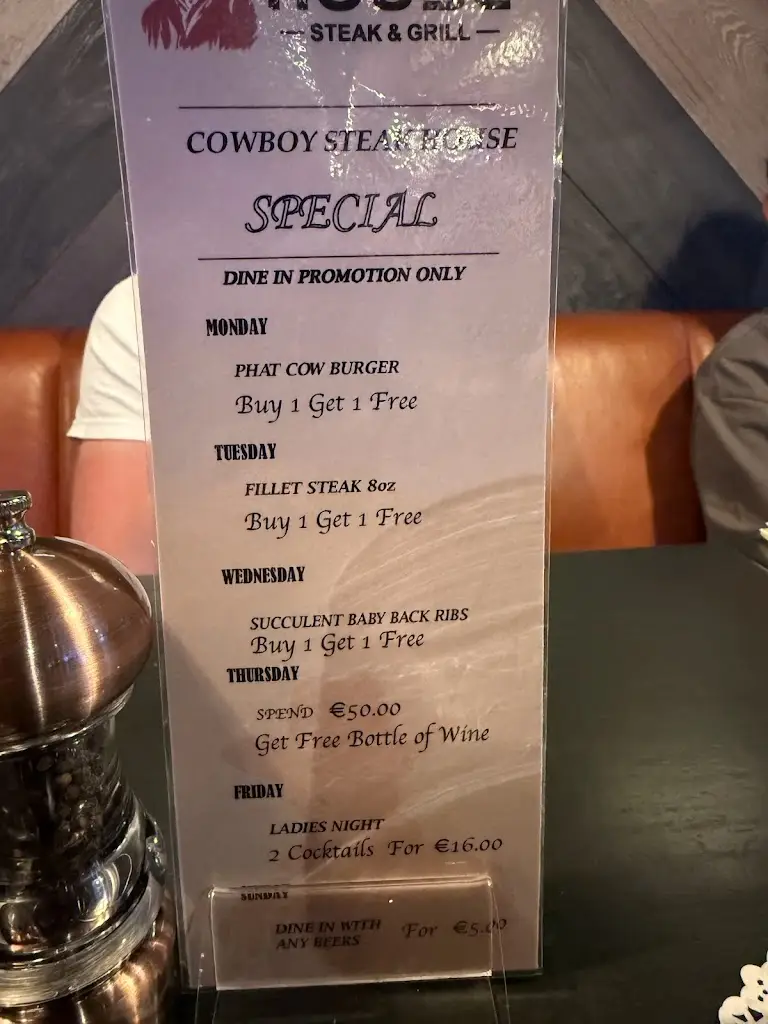 — STEAK & GRILL —
COWBOY STEAK HOUSE
SPECIAL
DINE IN PROMOTION ONLY
MONDAY
PHAT COW BURGER
Buy 1 Get 1 Free
TUESDAY
FILLET STEAK 8oz
Buy 1 Get 1 Free
WEDNESDAY
SUCCULENT BABY BACK RIBS
Buy 1 Get 1 Free
THURSDAY
SPEND €50.00
Get Free Bottle of Wine
FRIDAY
LADIES NIGHT
2 Cocktails For €16.00
SUNDAY
DINE IN WITH
ANY BEERS For €5.00